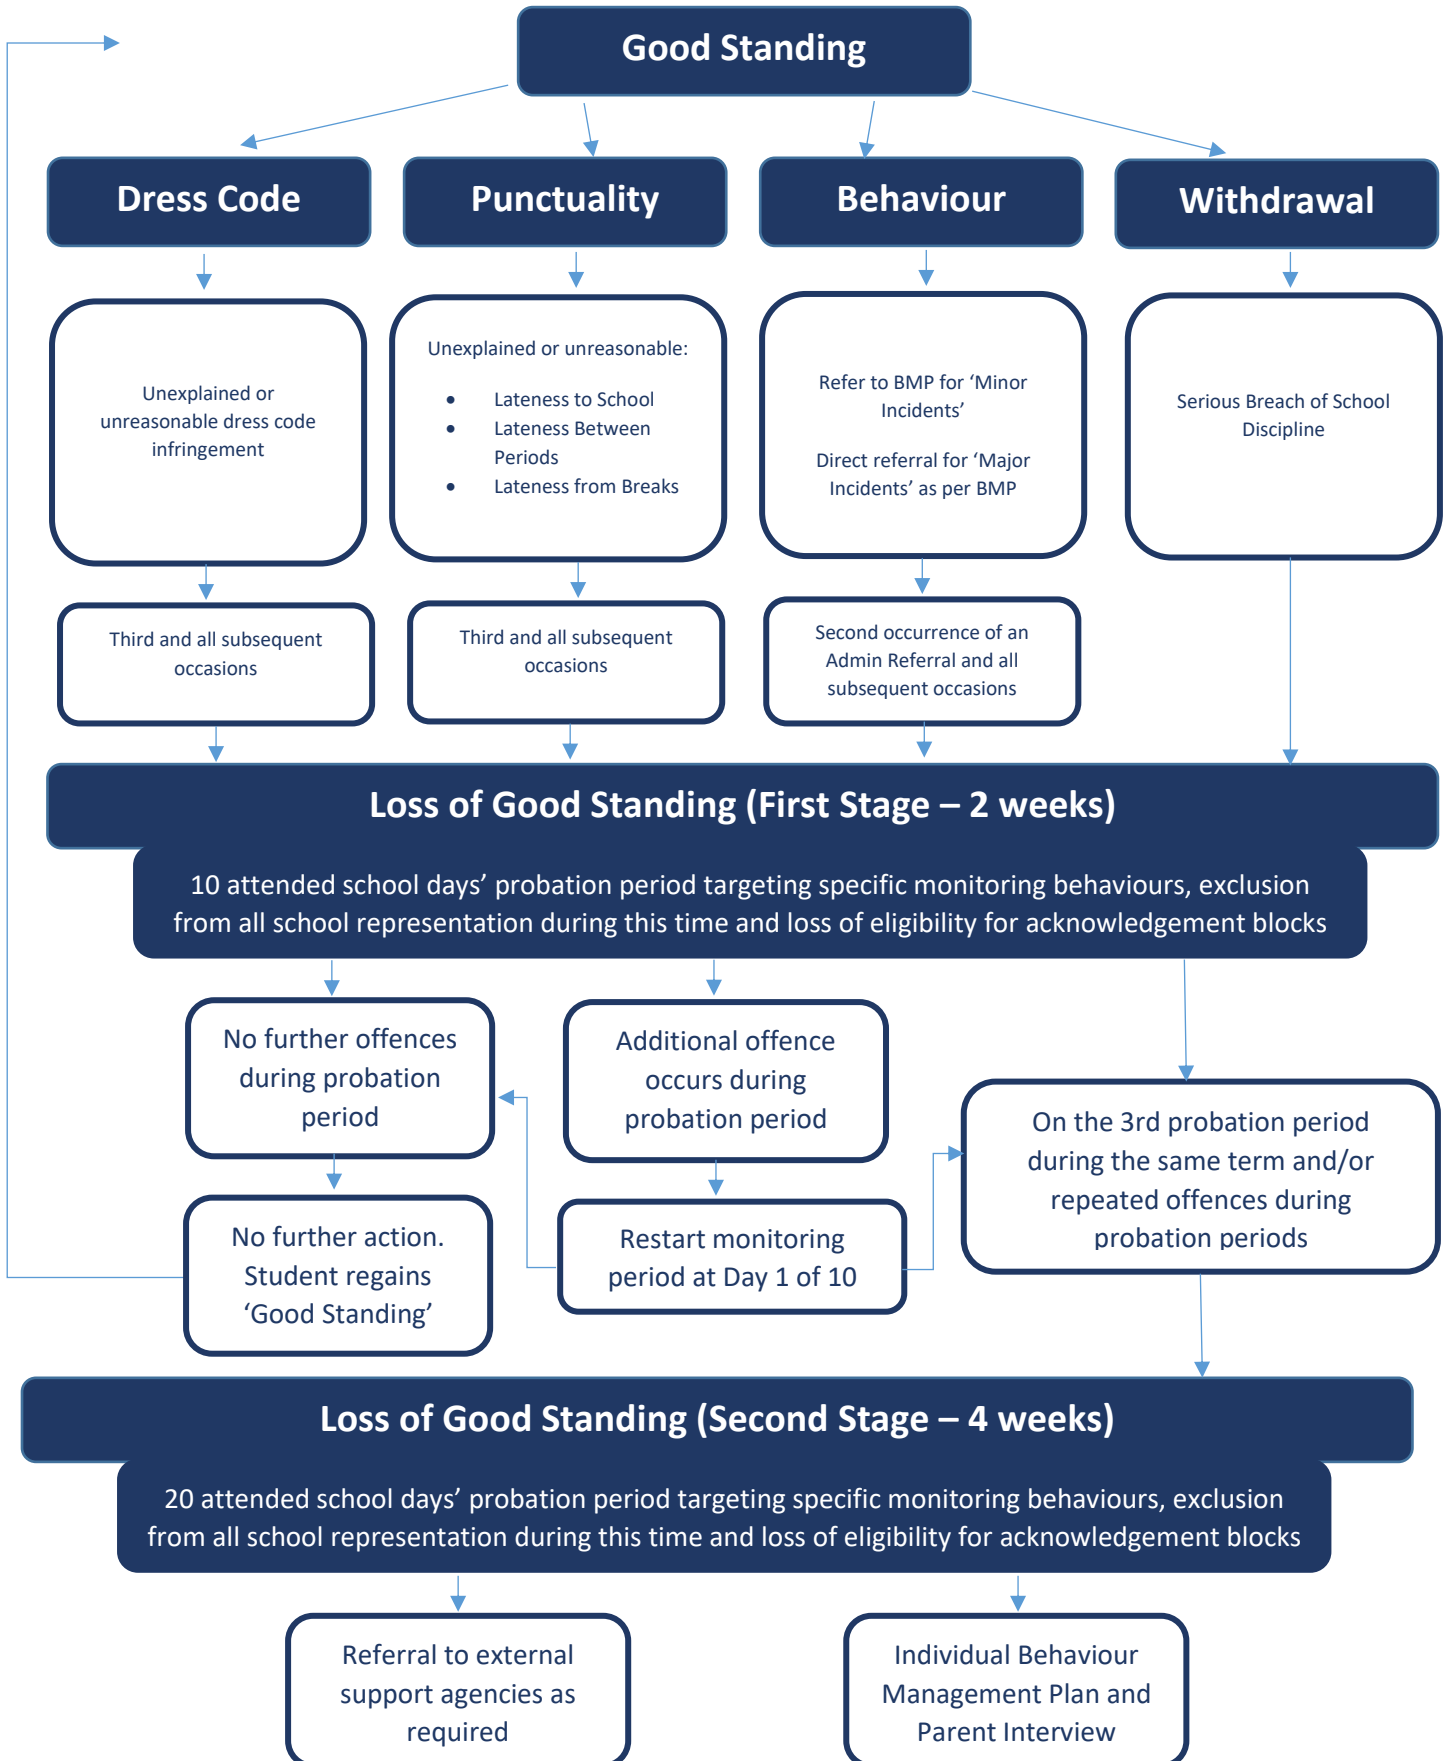 Good Standing
Dress Code
Punctuality
Behaviour
Withdrawal
Unexplained or
unreasonable dress code
infringement
Unexplained or unreasonable:
• Lateness to School
• Lateness Between
Periods
• Lateness from Breaks
Refer to BMP for ‘Minor
Incidents’
Direct referral for ‘Major
Incidents’ as per BMP
Serious Breach of School
Discipline
Third and all subsequent
occasions
Third and all subsequent
occasions
Second occurrence of an
Admin Referral and all
subsequent occasions
Loss of Good Standing (First Stage – 2 weeks)
10 attended school days’ probation period targeting specific monitoring behaviours, exclusion
from all school representation during this time and loss of eligibility for acknowledgement blocks
No further offences
during probation
period
Additional offence
occurs during
probation period
On the 3rd probation period
during the same term and/or
repeated offences during
probation periods
No further action.
Student regains
‘Good Standing’
Restart monitoring
period at Day 1 of 10
Loss of Good Standing (Second Stage – 4 weeks)
20 attended school days’ probation period targeting specific monitoring behaviours, exclusion
from all school representation during this time and loss of eligibility for acknowledgement blocks
Referral to external
support agencies as
required
Individual Behaviour
Management Plan and
Parent Interview